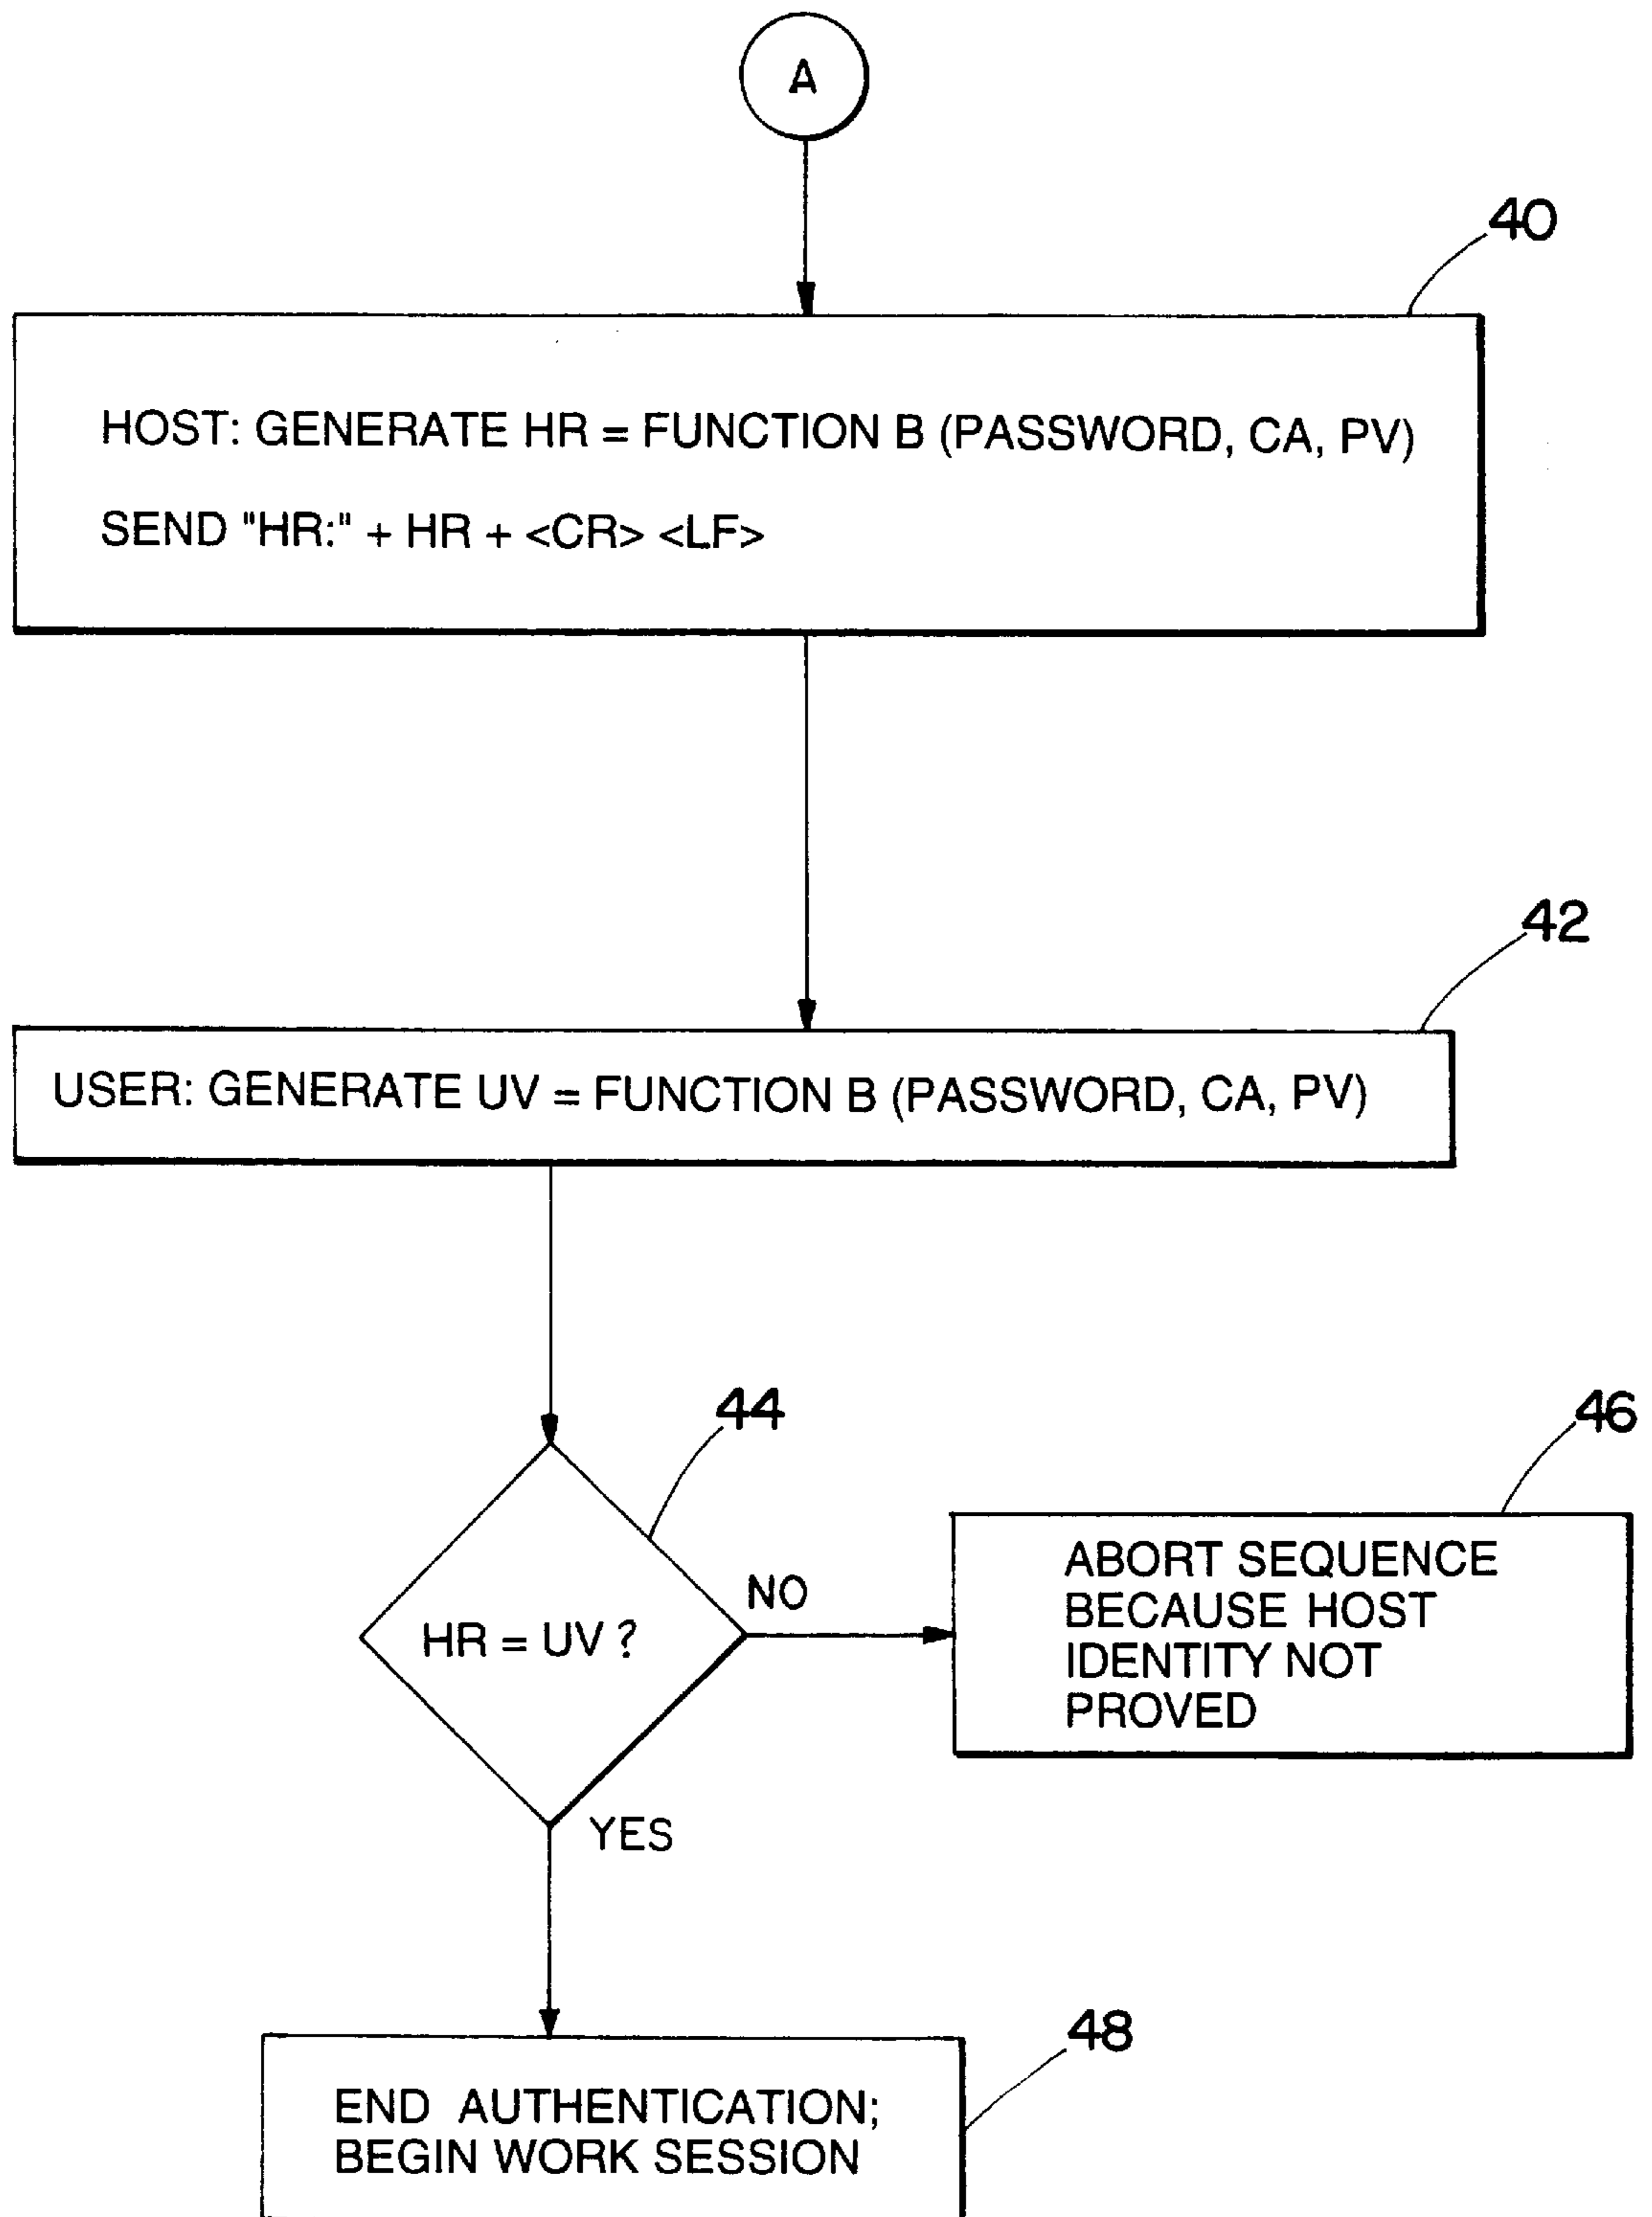 A
40
HOST: GENERATE HR = FUNCTION B (PASSWORD, CA, PV)
SEND "HR:" + HR + <CR> <LF>
42
USER: GENERATE UV = FUNCTION B (PASSWORD, CA, PV)
44
46
HR = UV ?
NO
ABORT SEQUENCE
BECAUSE HOST
IDENTITY NOT
PROVED
YES
48
END AUTHENTICATION;
BEGIN WORK SESSION